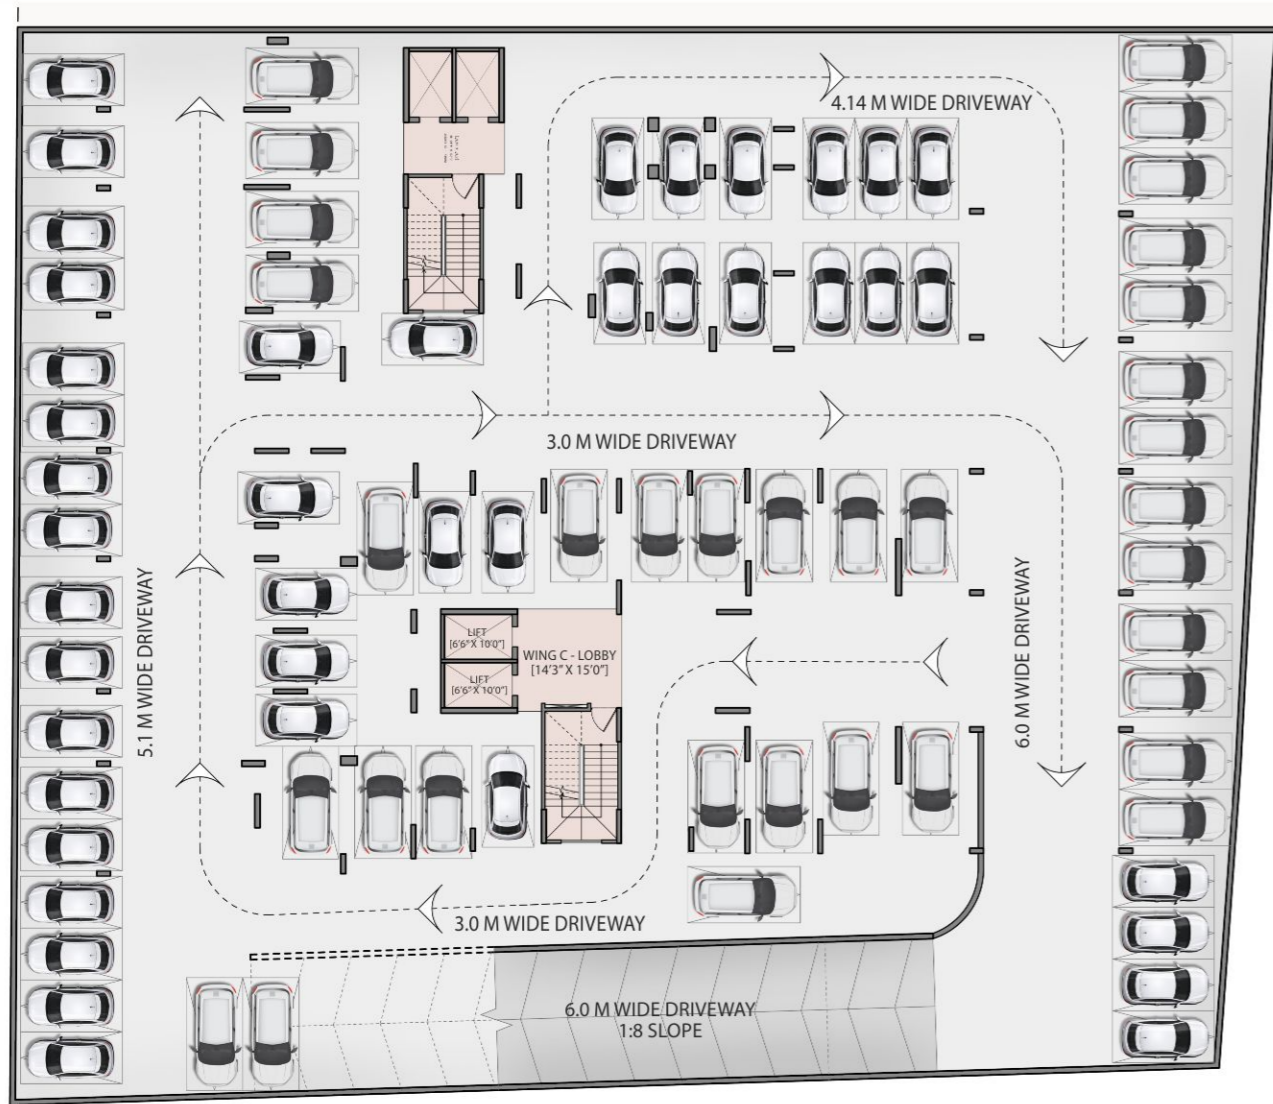 4.14 M WIDE DRIVEWAY
3.0 M WIDE DRIVEWAY
5.1 M WIDE DRIVEWAY
6.0 M WIDE DRIVEWAY
LIFT
[6'6" X 10'0"]
WING C - LOBBY
[14'3" X 15'0"]
LIFT
[6'6" X 10'0"]
3.0 M WIDE DRIVEWAY
6.0 M WIDE DRIVEWAY
1:8 SLOPE